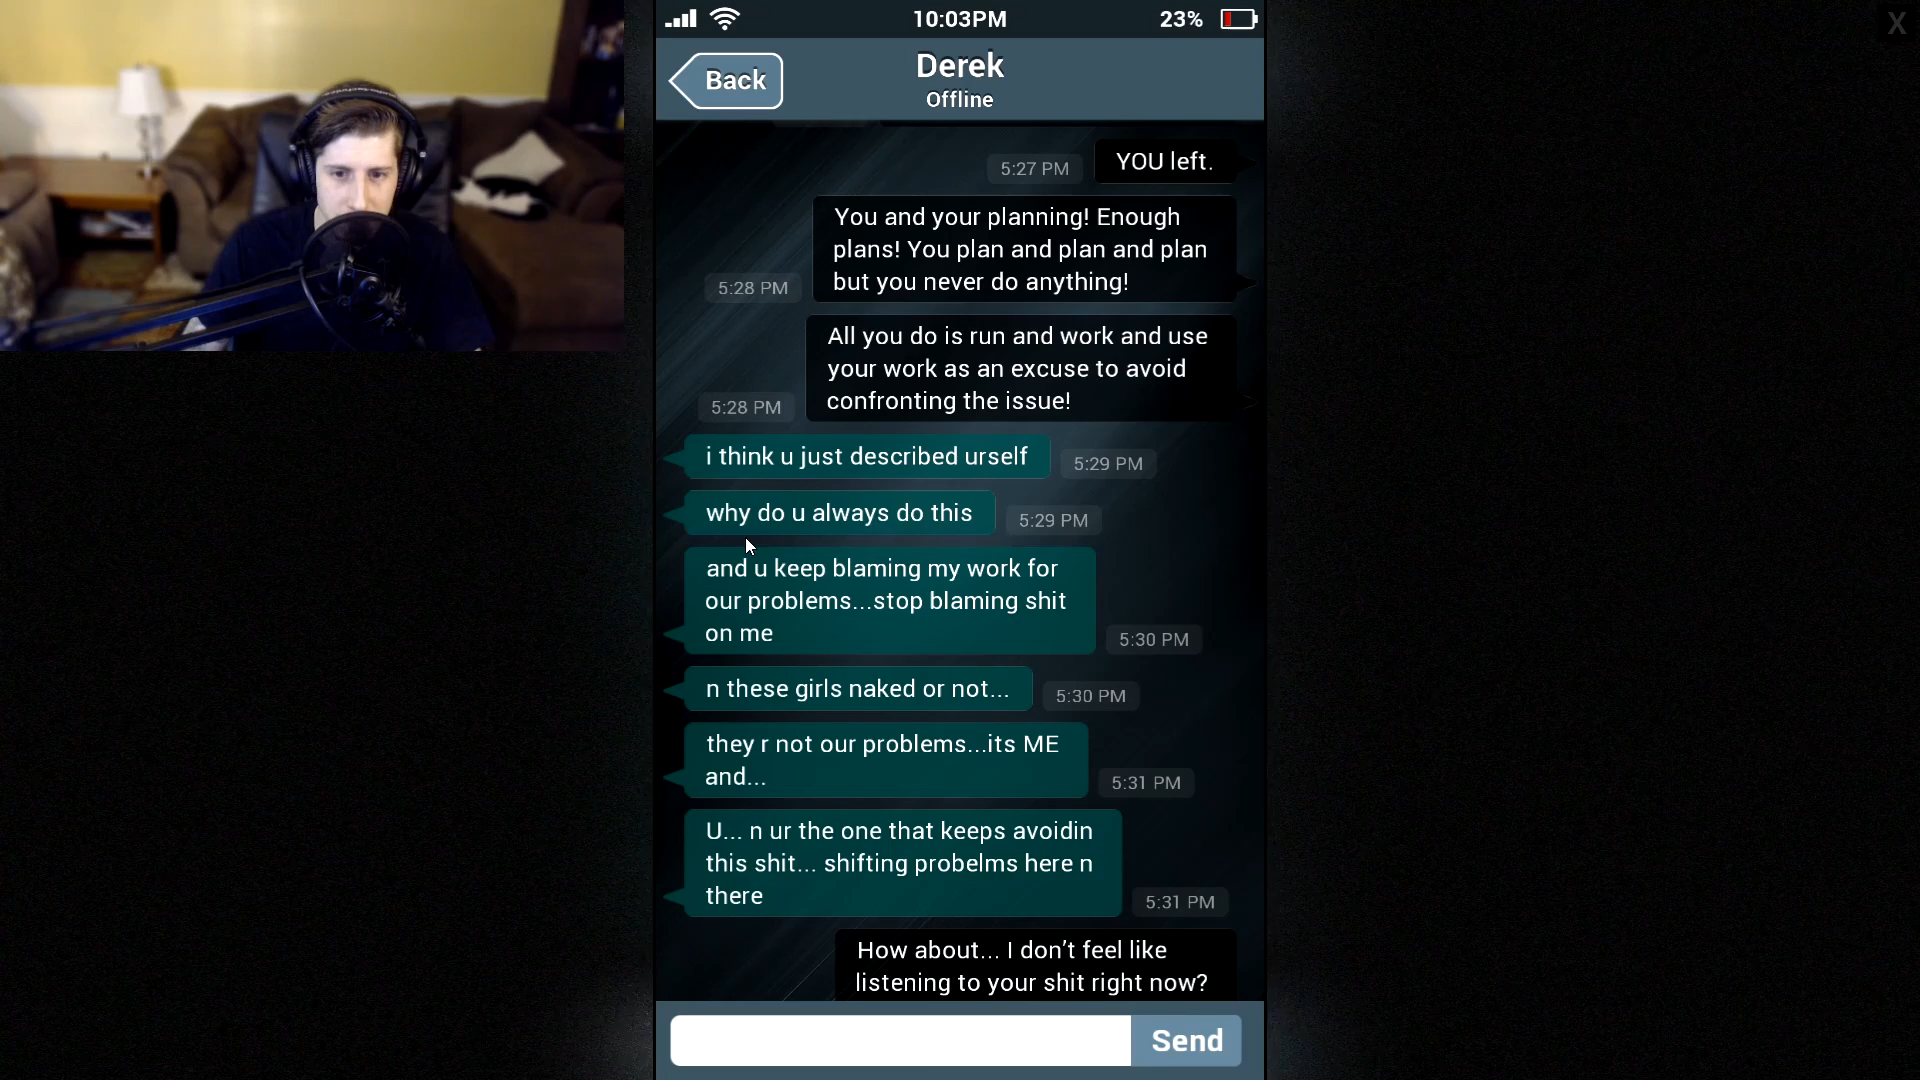 10:03PM
23%
X
Back
Derek
Offline
5:27 PM
YOU left.
You and your planning! Enough
plans! You plan and plan and plan
but you never do anything!
5:28 PM
All you do is run and work and use
your work as an excuse to avoid
confronting the issue!
5:28 PM
i think u just described urself
5:29 PM
why do u always do this
5:29 PM
and u keep blaming my work for
our problems...stop blaming shit
on me
5:30 PM
n these girls naked or not...
5:30 PM
they r not our problems...its ME
and...
5:31 PM
U... n ur the one that keeps avoidin
this shit... shifting probelms here n
there
5:31 PM
How about... I don’t feel like
listening to your shit right now?
Send